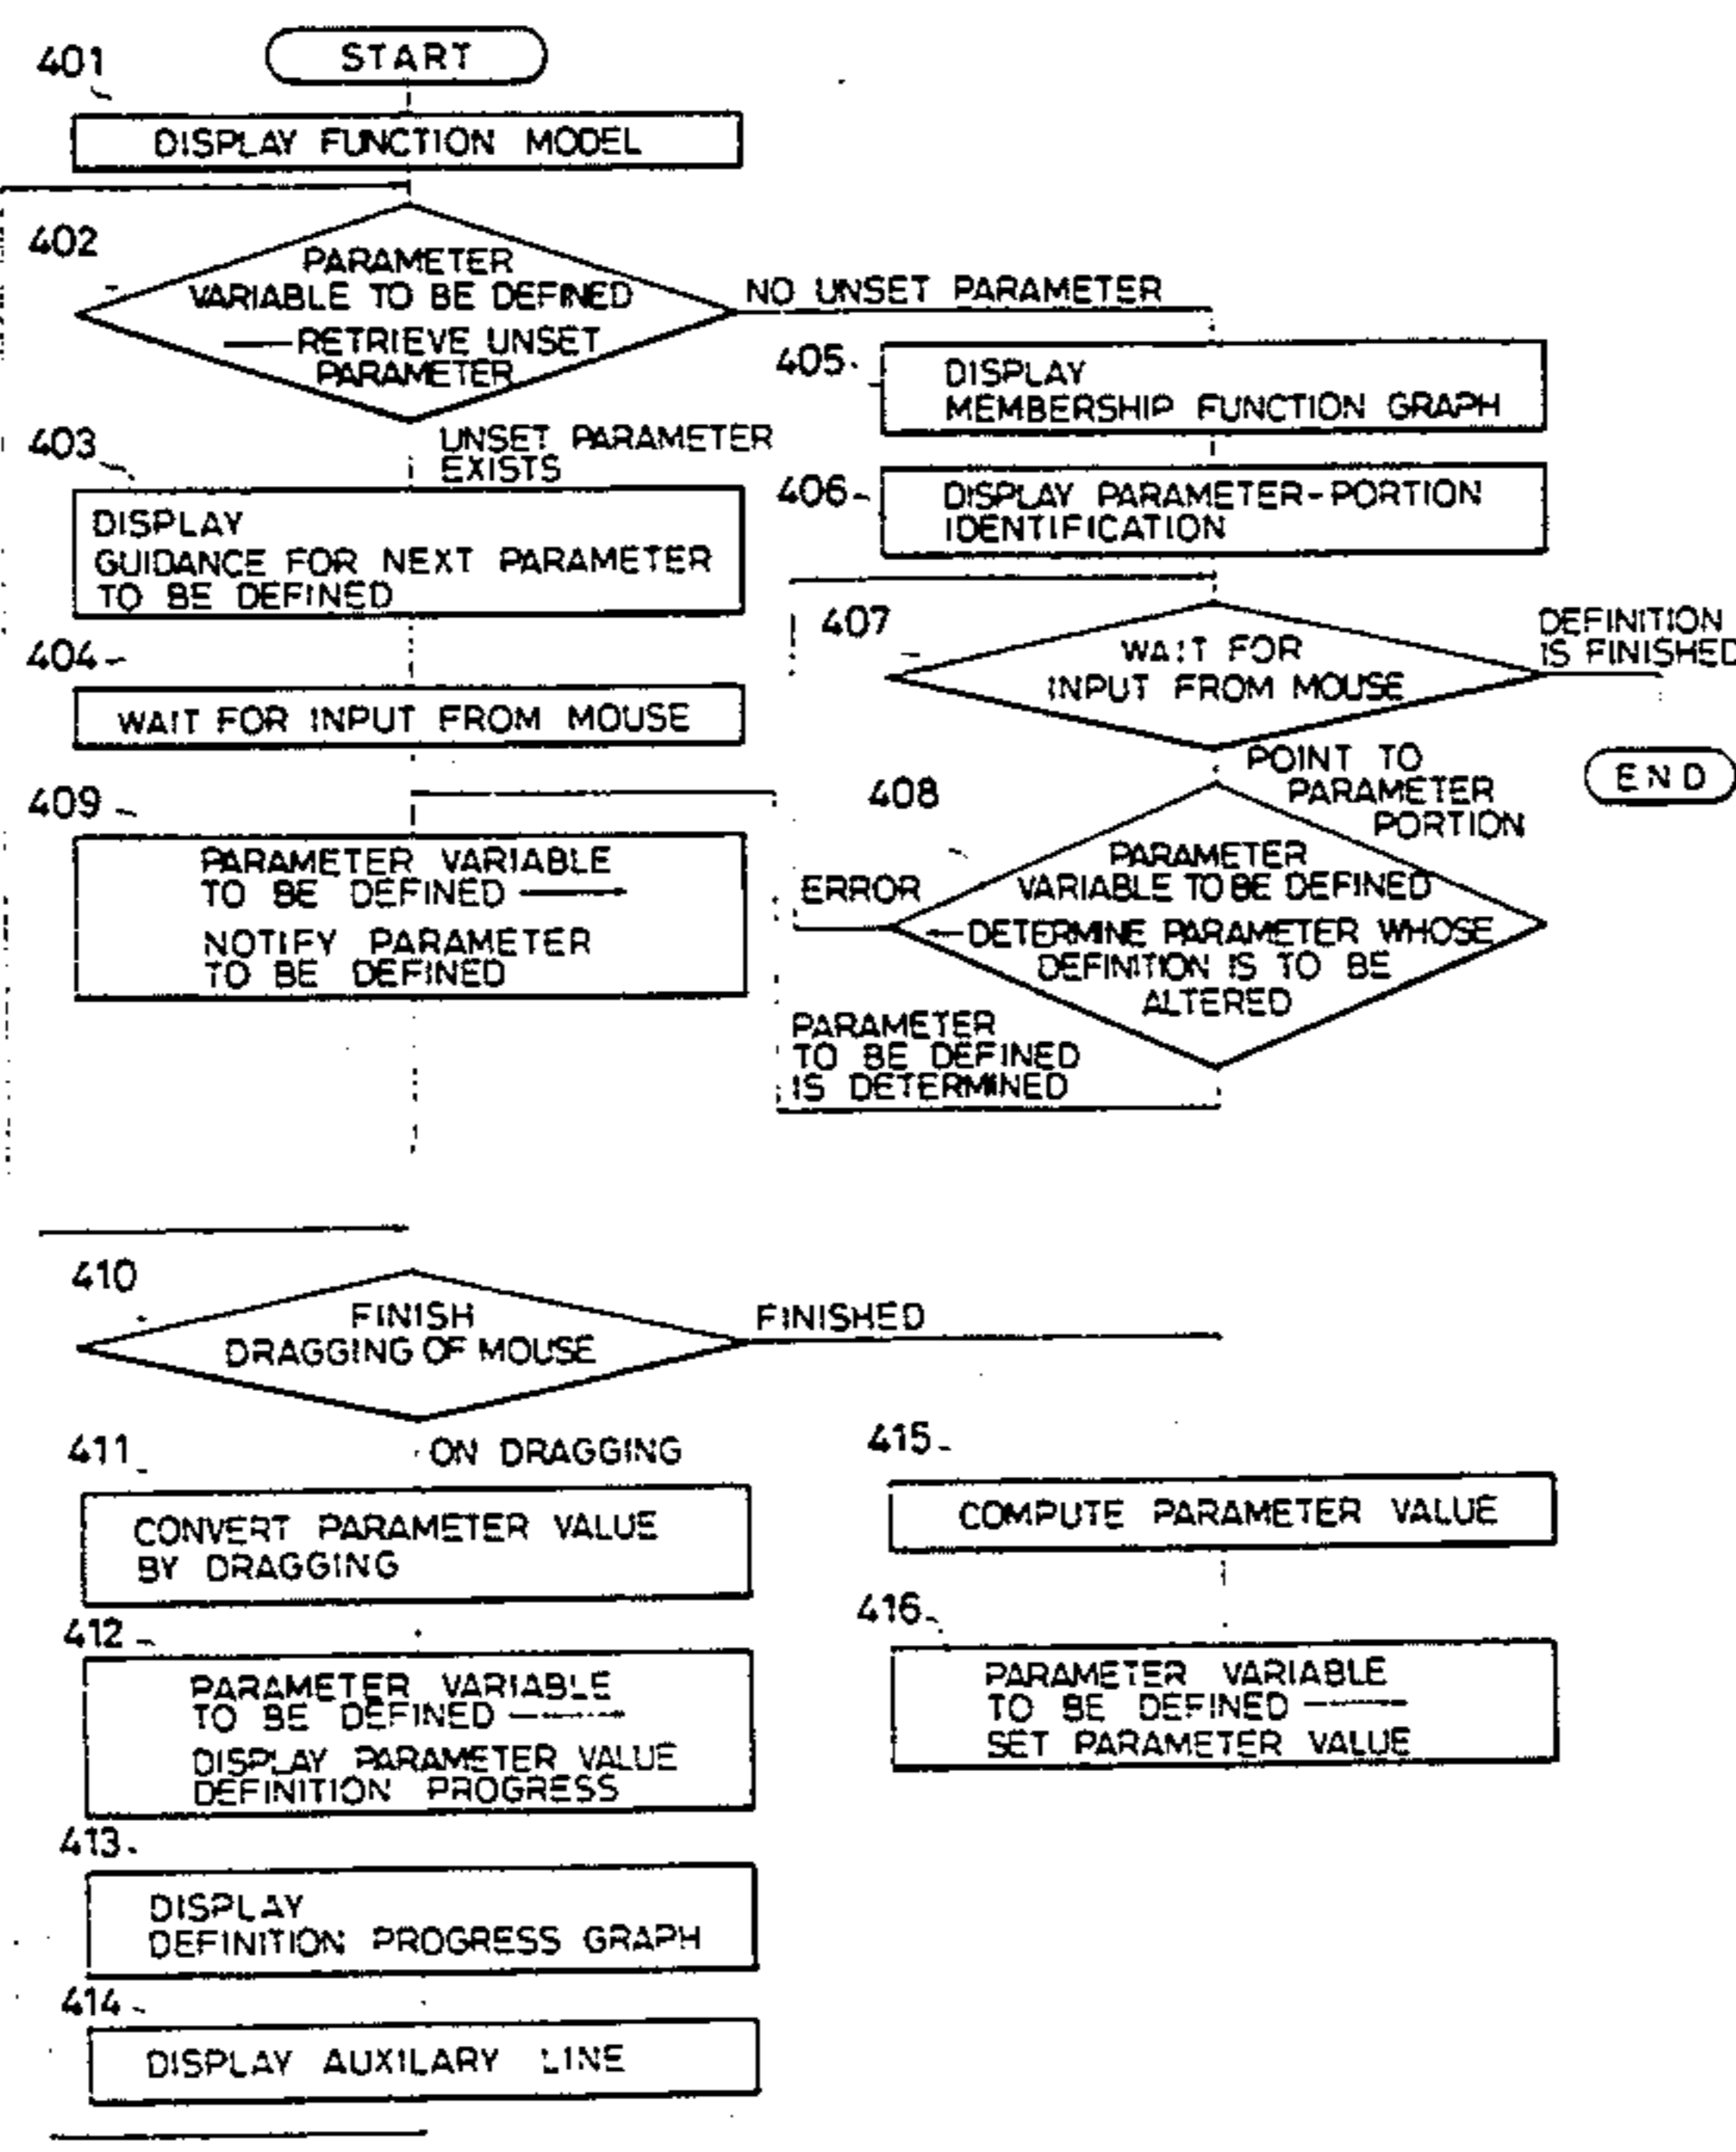 START
401
DISPLAY FUNCTION MODEL
402
PARAMETER
VARIABLE TO BE DEFINED
RETRIEVE UNSET
PARAMETER
NO UNSET PARAMETER
UNSET PARAMETER
EXISTS
403
DISPLAY
GUIDANCE FOR NEXT PARAMETER
TO BE DEFINED
404
WAIT FOR INPUT FROM MOUSE
405
DISPLAY
MEMBERSHIP FUNCTION GRAPH
406
DISPLAY PARAMETER-PORTION
IDENTIFICATION
407
WAIT FOR
INPUT FROM MOUSE
DEFINITION
IS FINISHED
END
POINT TO
PARAMETER
PORTION
408
PARAMETER
VARIABLE TO BE DEFINED
DETERMINE PARAMETER WHOSE
DEFINITION IS TO BE
ALTERED
ERROR
PARAMETER
TO BE DEFINED
IS DETERMINED
409
PARAMETER VARIABLE
TO BE DEFINED
NOTIFY PARAMETER
TO BE DEFINED
410
FINISH
DRAGGING OF MOUSE
FINISHED
ON DRAGGING
411
CONVERT PARAMETER VALUE
BY DRAGGING
412
PARAMETER VARIABLE
TO BE DEFINED
DISPLAY PARAMETER VALUE
DEFINITION PROGRESS
413
DISPLAY
DEFINITION PROGRESS GRAPH
414
DISPLAY AUXILARY LINE
415
COMPUTE PARAMETER VALUE
416
PARAMETER VARIABLE
TO BE DEFINED
SET PARAMETER VALUE